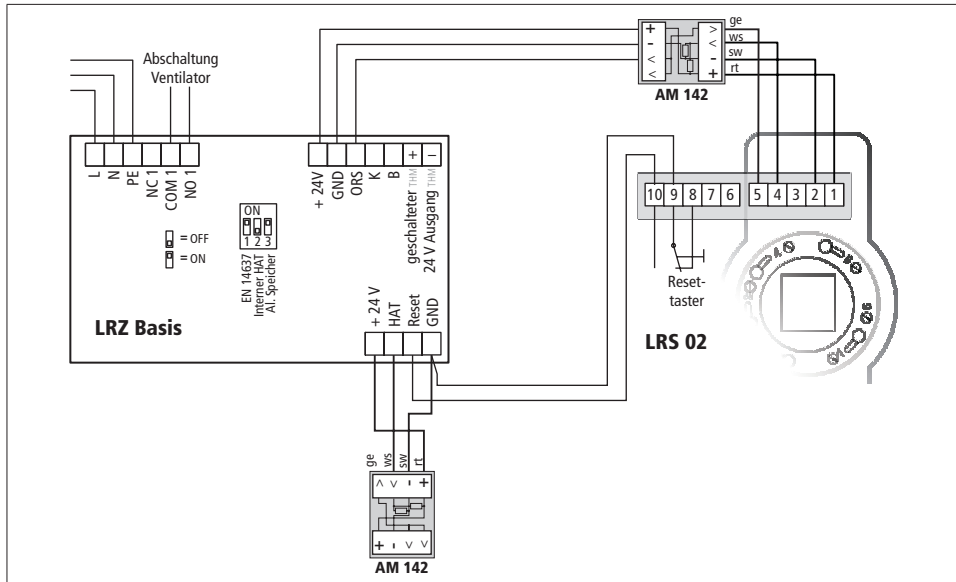 Abschaltung
Ventilator
L
N
PE
NC 1
COM 1
NO 1
+ 24V
GND
ORS
K
B
+
−
geschalteter THM
24 V Ausgang THM
ON
1 2 3
= OFF
= ON
EN 14637
Interner HAT
Al. Speicher
LRZ Basis
+ 24 V
HAT
Reset
GND
+
-
<
<
>
<
-
+
ge
ws
sw
rt
AM 142
10 9 8 7 6
5 4 3 2 1
Reset-
taster
LRS 02
ge
ws
sw
rt
AM 142